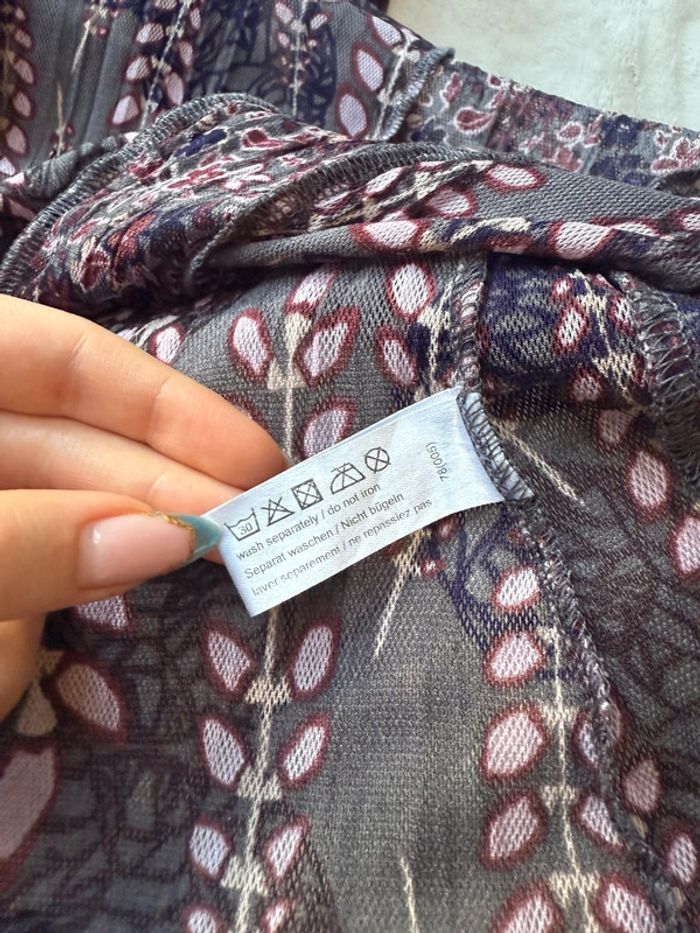 30
wash separately / do not iron
Separat waschen / Nicht bügeln
laver separement / ne repassiez pas
78(005)